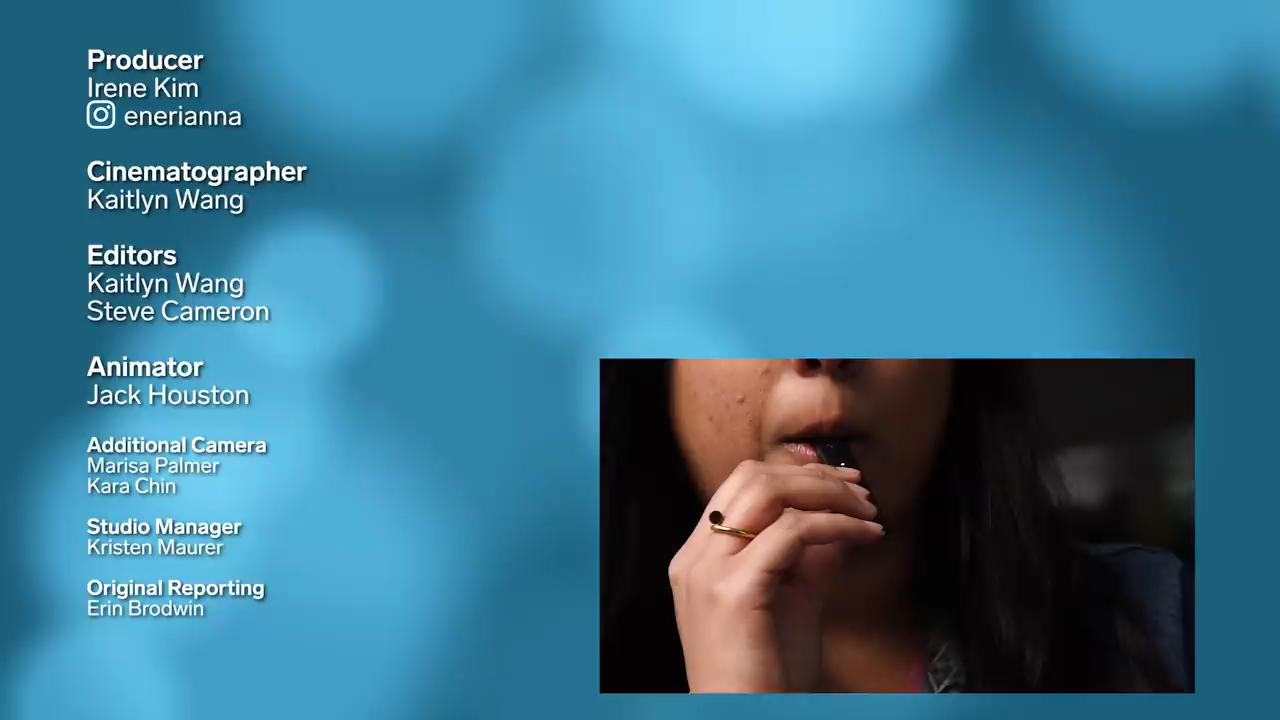 Producer
Irene Kim
enerianna
Cinematographer
Kaitlyn Wang
Editors
Kaitlyn Wang
Steve Cameron
Animator
Jack Houston
Additional Camera
Marisa Palmer
Kara Chin
Studio Manager
Kristen Maurer
Original Reporting
Erin Brodwin